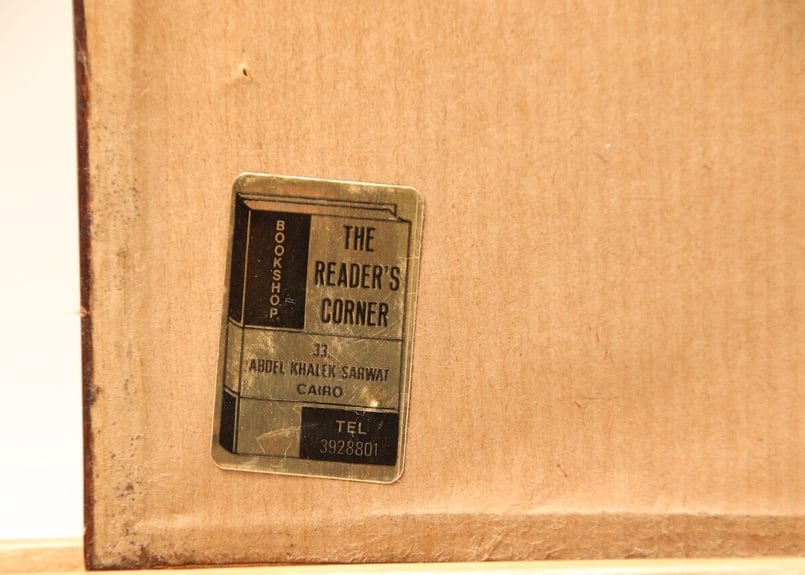 BOOKSHOP
THE
READER'S
CORNER
33,
ABDEL KHALEK SARWAT
CAIRO
TEL
3928801